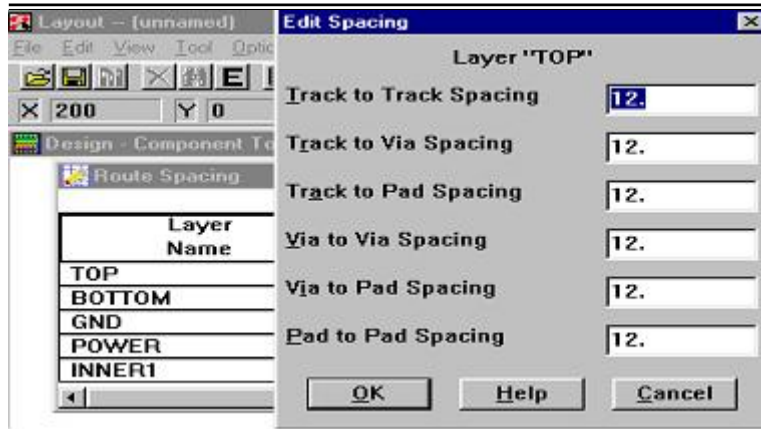 Layout -- (unnamed)
File Edit View Tool Optic
E
X 200 Y 0
Design - Component To
Route Spacing
Layer
Name
TOP
BOTTOM
GND
POWER
INNER1
Edit Spacing
Layer "TOP"
Track to Track Spacing 12.
Track to Via Spacing 12.
Track to Pad Spacing 12.
Via to Via Spacing 12.
Via to Pad Spacing 12.
Pad to Pad Spacing 12.
OK Help Cancel